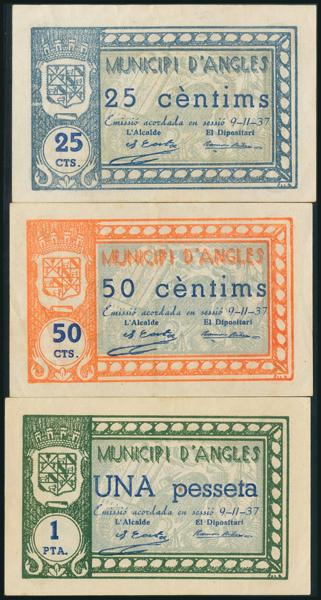 MUNICIPI D'ANGLES
25 cèntims
Emissió acordada en sessió 9-11-37
L'Alcalde El Dipositari
25
CTS.
MUNICIPI D'ANGLES
50 cèntims
Emissió acordada en sessió 9-11-37
L'Alcalde El Dipositari
50
CTS.
MUNICIPI D'ANGLES
UNA pesseta
Emissió acordada en sessió 9-11-37
L'Alcalde El Dipositari
1
PTA.